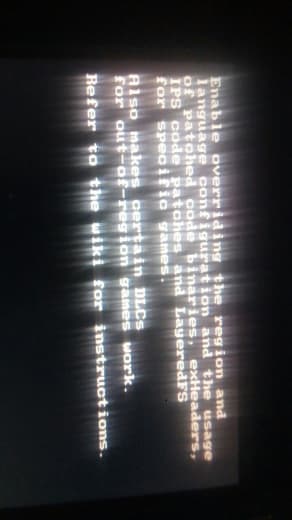 Enable overriding the region and
language configuration and the usage
of patched code binaries, exHeaders,
IPS code patches and LayeredFS
for specific games.
Also makes certain DLCs
for out-of-region games work.
Refer to the wiki for instructions.